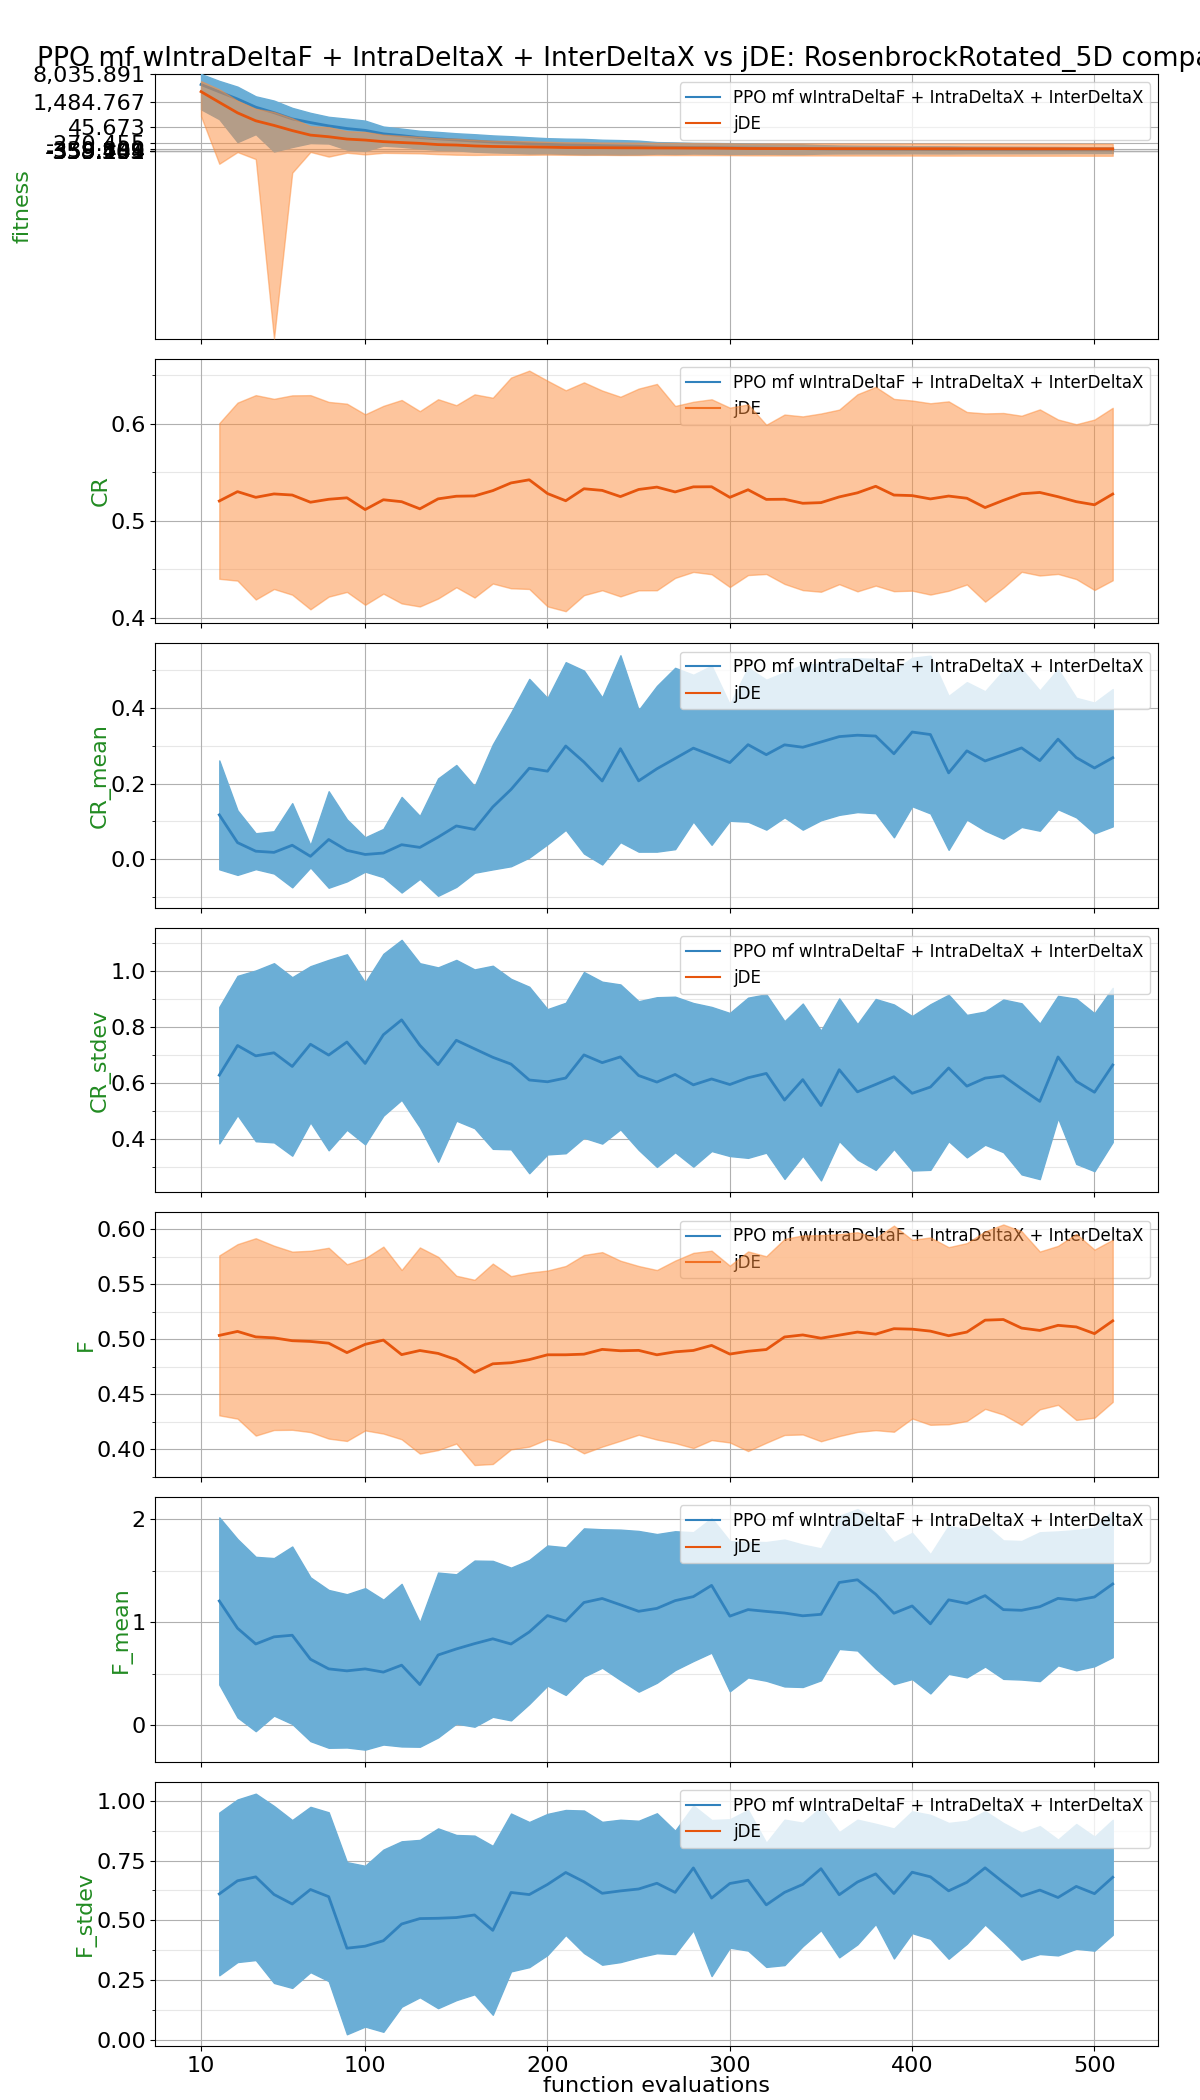 PPO mf wIntraDeltaF + IntraDeltaX + InterDeltaX vs jDE: RosenbrockRotated_5D compa
8,035.891
1,484.767
45.673
fitness
PPO mf wIntraDeltaF + IntraDeltaX + InterDeltaX
jDE
0.6
0.5
0.4
CR
PPO mf wIntraDeltaF + IntraDeltaX + InterDeltaX
jDE
0.4
0.2
0.0
CR_mean
PPO mf wIntraDeltaF + IntraDeltaX + InterDeltaX
jDE
1.0
0.8
0.6
0.4
CR_stdev
PPO mf wIntraDeltaF + IntraDeltaX + InterDeltaX
jDE
0.60
0.55
0.50
0.45
0.40
F
PPO mf wIntraDeltaF + IntraDeltaX + InterDeltaX
jDE
2
1
0
F_mean
PPO mf wIntraDeltaF + IntraDeltaX + InterDeltaX
jDE
1.00
0.75
0.50
0.25
0.00
F_stdev
PPO mf wIntraDeltaF + IntraDeltaX + InterDeltaX
jDE
10 100 200 300 400 500
function evaluations